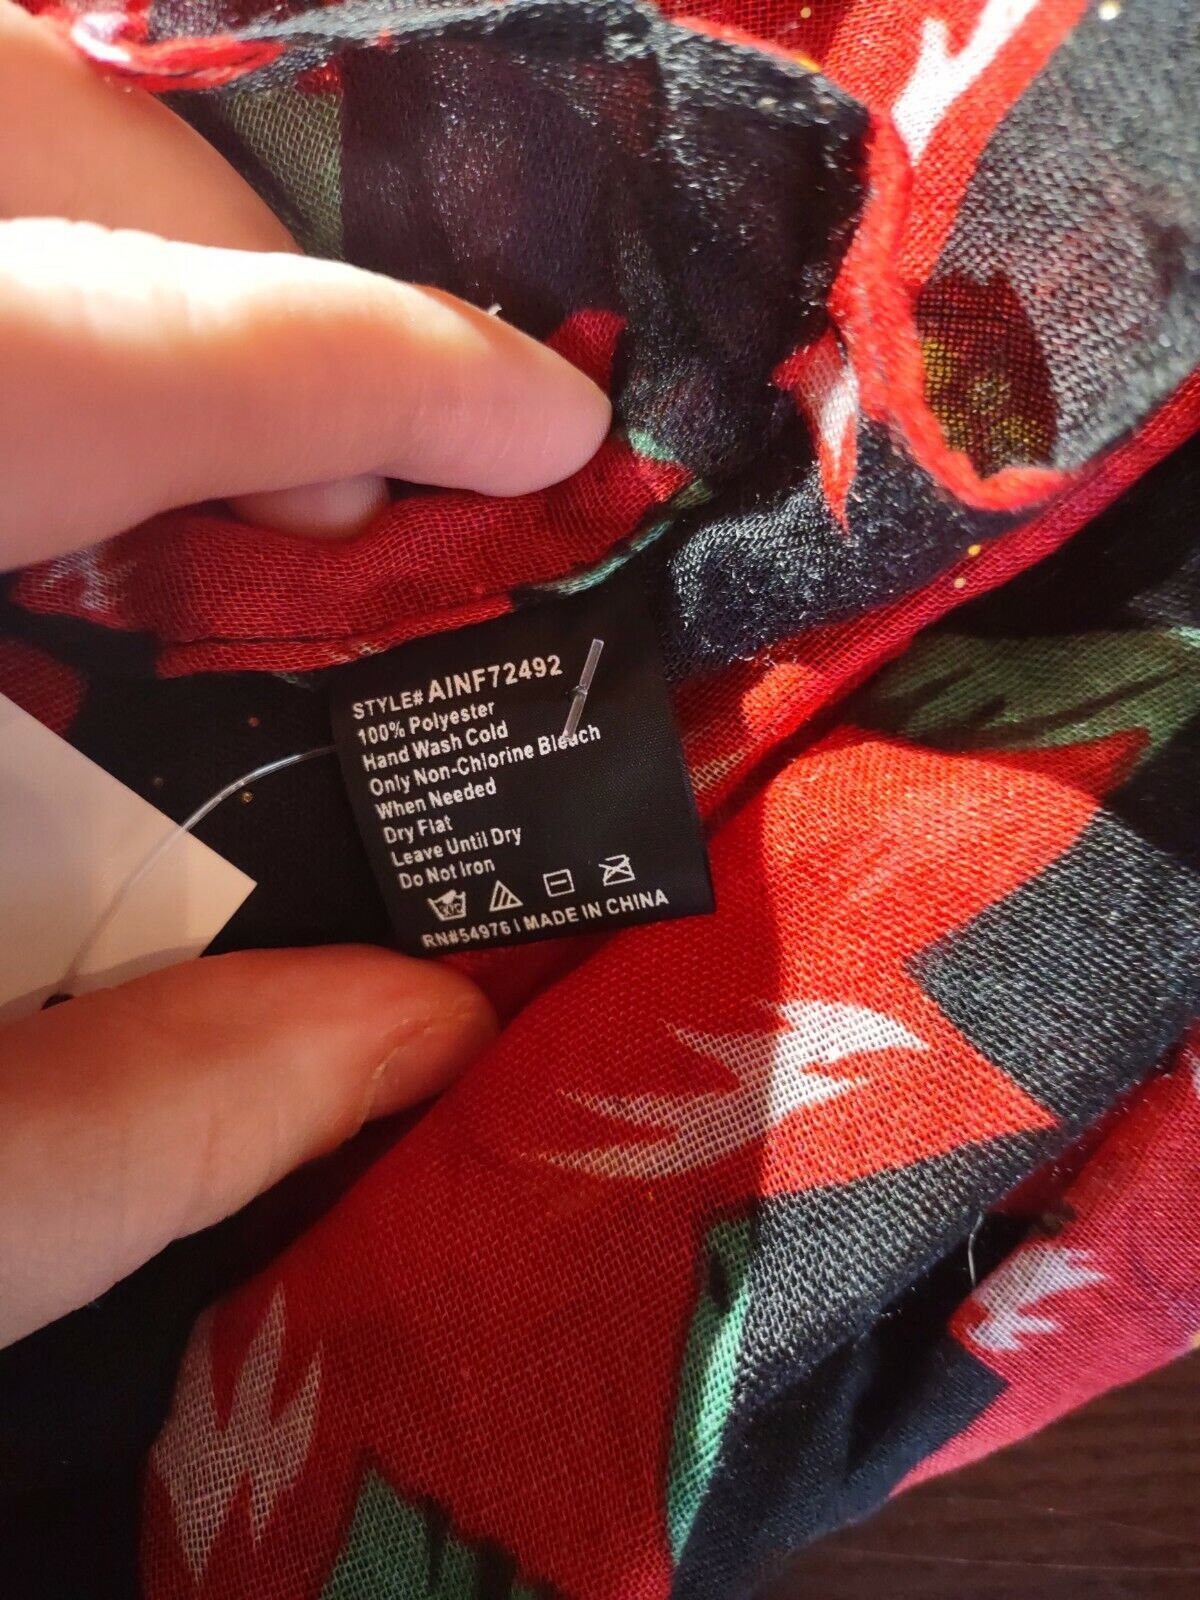 STYLE# AINF72492
100% Polyester
Hand Wash Cold
Only Non-Chlorine Bleach
When Needed
Dry Flat
Leave Until Dry
Do Not Iron
RN#54976 | MADE IN CHINA